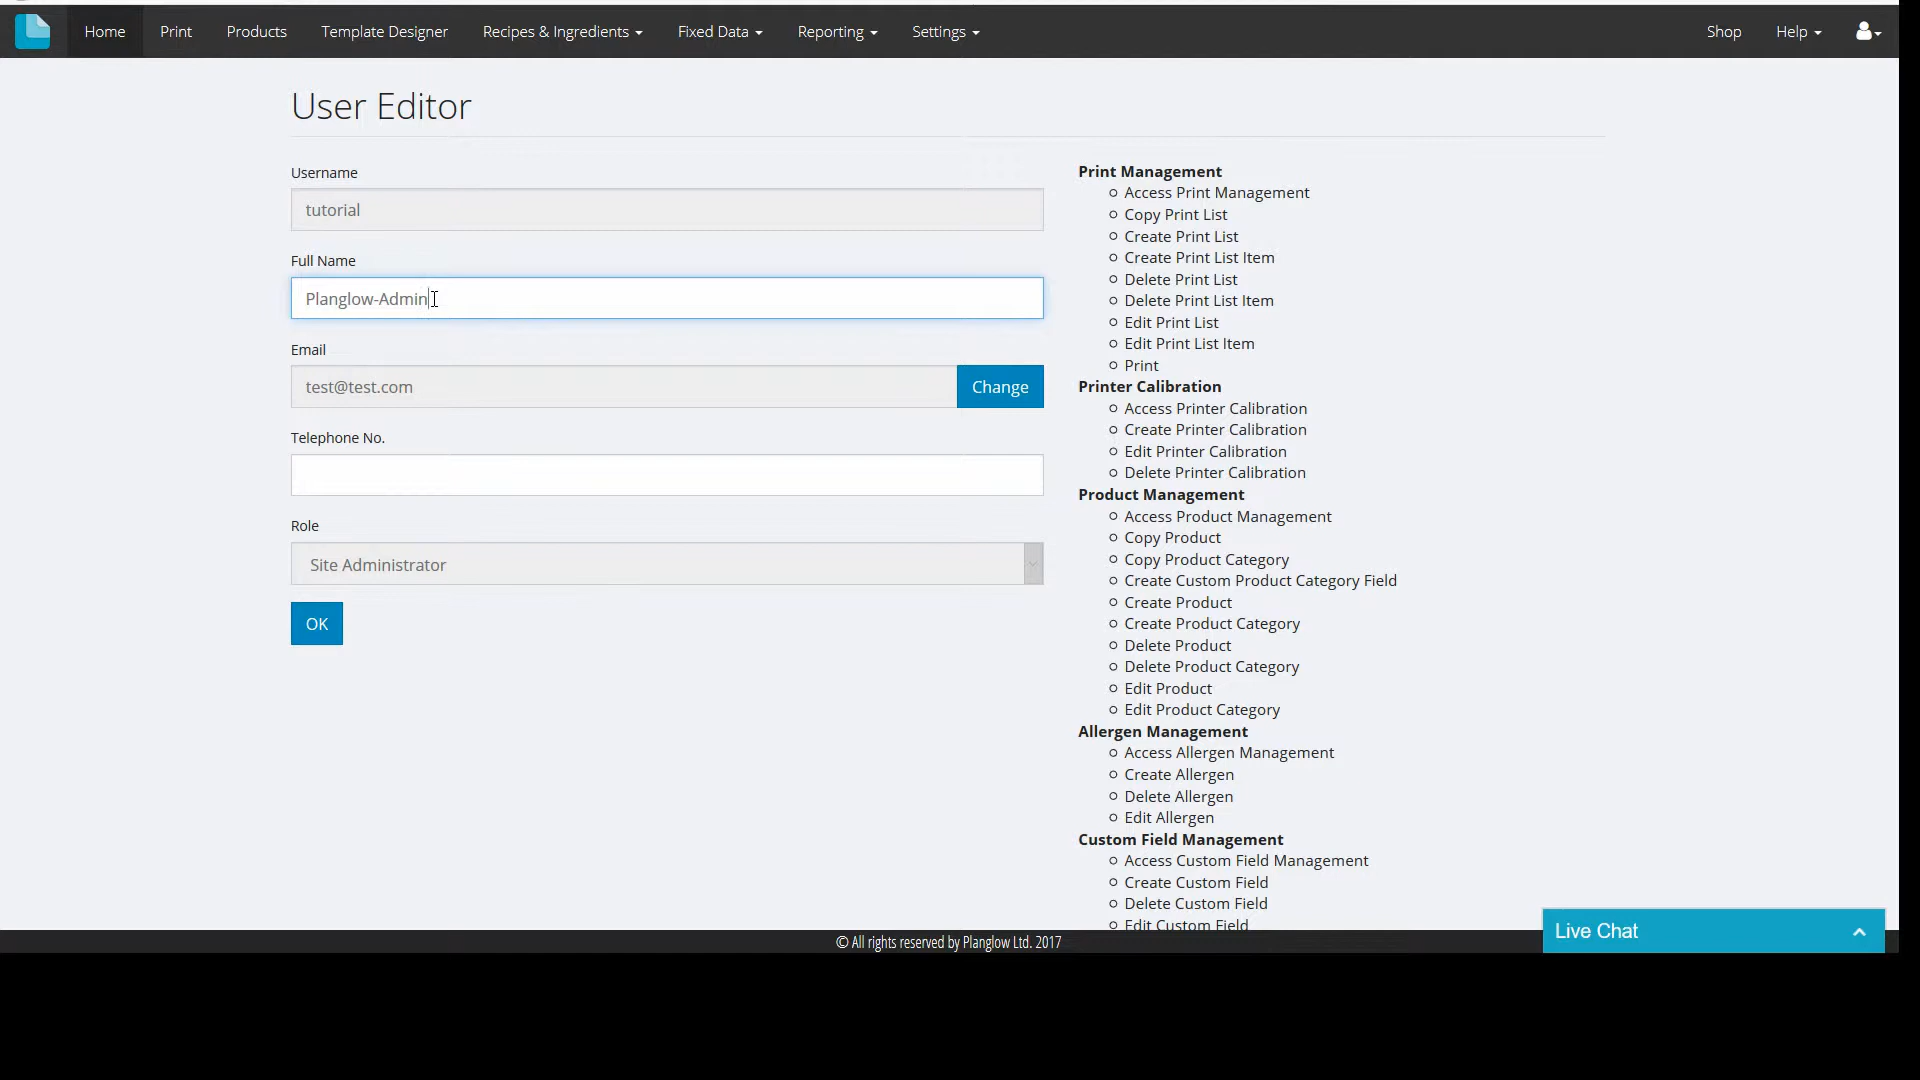 Home Print Products Template Designer Recipes & Ingredients Fixed Data Reporting Settings Shop Help
User Editor
Username
tutorial
Full Name
Planglow-Admin
Email
test@test.com Change
Telephone No.
Role
Site Administrator
OK
Print Management
Access Print Management
Copy Print List
Create Print List
Create Print List Item
Delete Print List
Delete Print List Item
Edit Print List
Edit Print List Item
Print
Printer Calibration
Access Printer Calibration
Create Printer Calibration
Edit Printer Calibration
Delete Printer Calibration
Product Management
Access Product Management
Copy Product
Copy Product Category
Create Custom Product Category Field
Create Product
Create Product Category
Delete Product
Delete Product Category
Edit Product
Edit Product Category
Allergen Management
Access Allergen Management
Create Allergen
Delete Allergen
Edit Allergen
Custom Field Management
Access Custom Field Management
Create Custom Field
Delete Custom Field
Edit Custom Field
Live Chat
© All rights reserved by Planglow Ltd. 2017